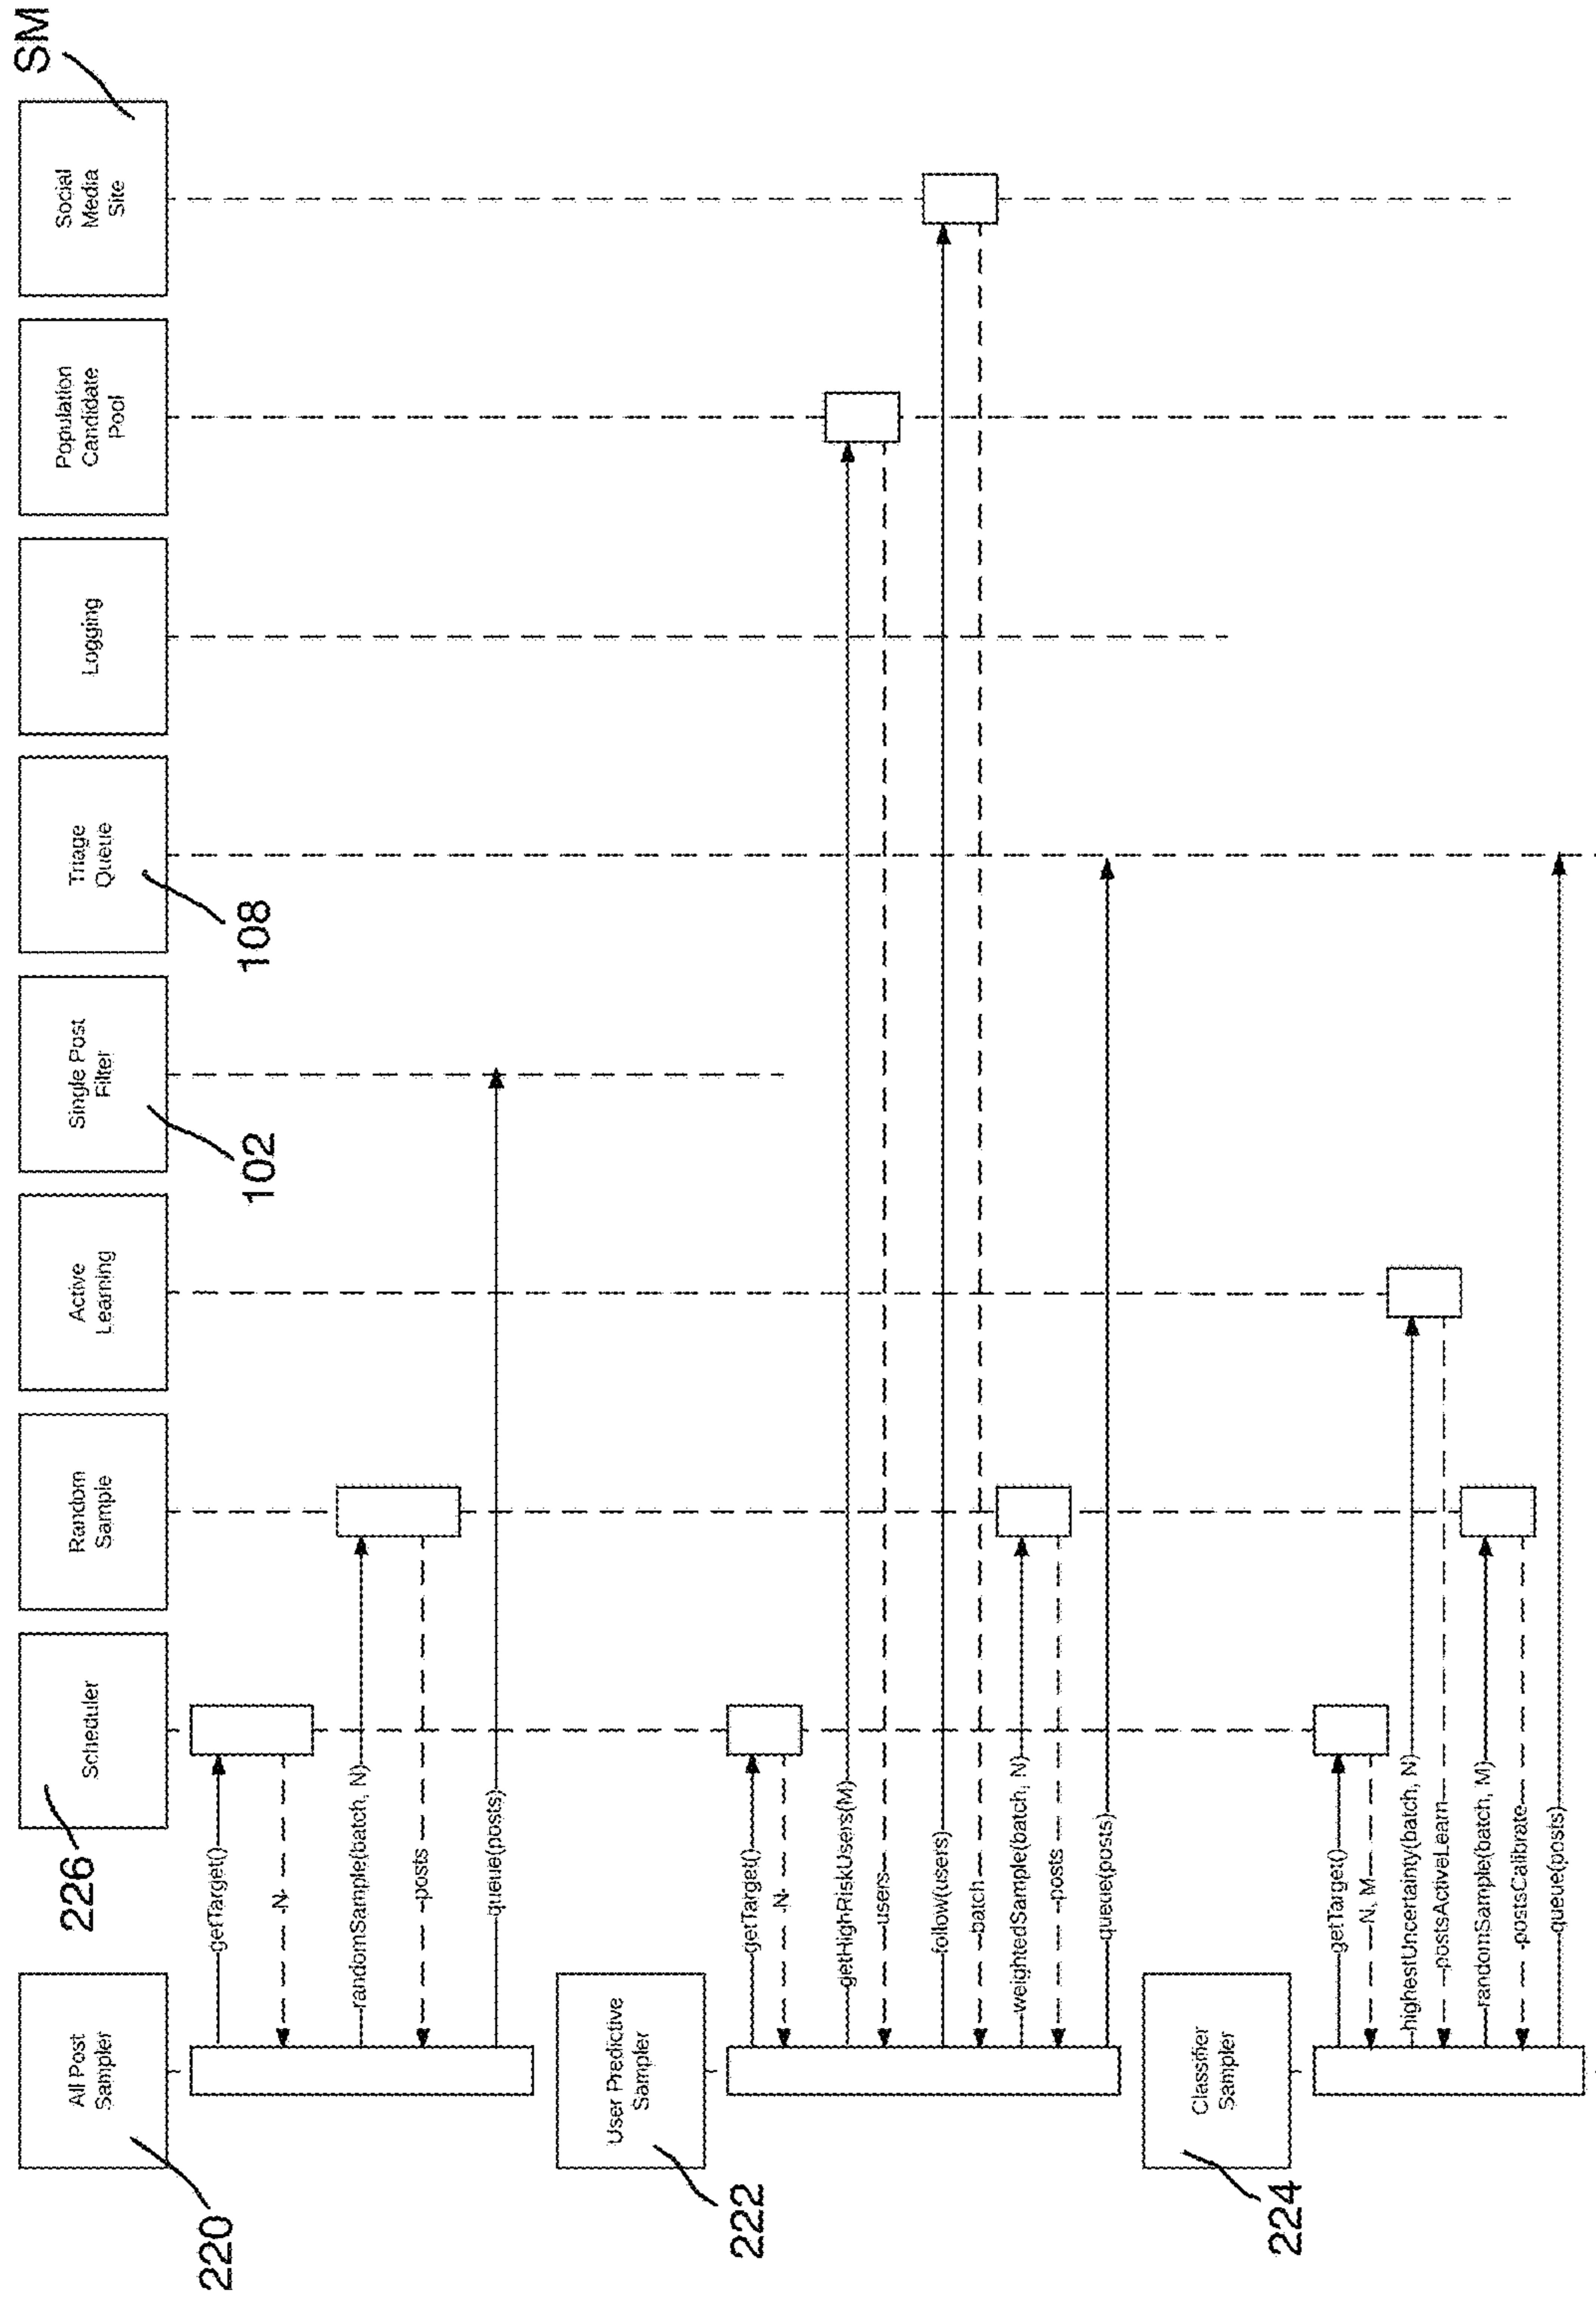 All Post
Sampler
220
Scheduler
226
Random
Sample
Active
Learning
Single Post
Filter
102
Triage
Queue
108
Logging
Population
Candidate
Pool
Social
Media
Site
SM
getTarget()
N
randomSample(batch, N)
posts
queue(posts)
User Predictive
Sampler
222
getTarget()
N
getHighRiskUsers(M)
users
follow(users)
batch
weightedSample(batch, N)
posts
queue(posts)
Classifier
Sampler
224
getTarget()
N, M
highestUncertainty(batch, N)
postsActiveLearn
randomSample(batch, M)
postsCalibrate
queue(posts)